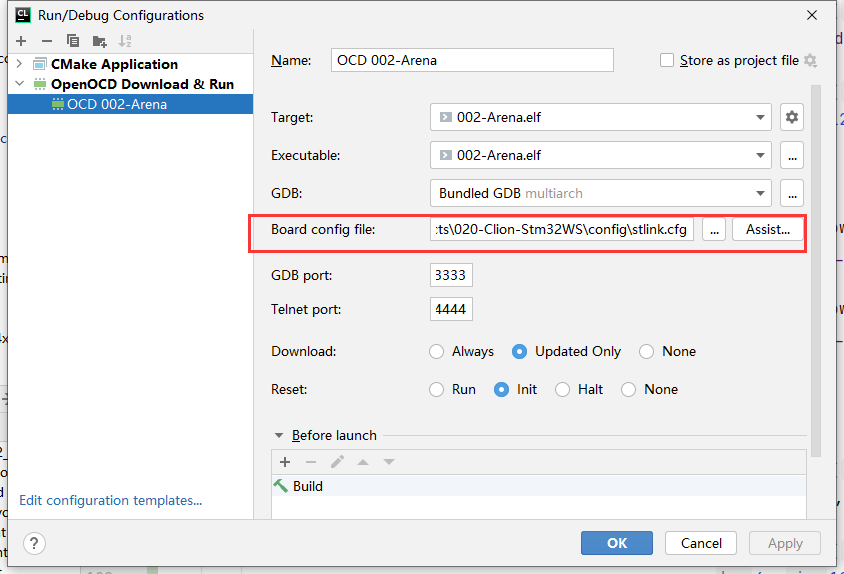 CL Run/Debug Configurations
CMake Application
OpenOCD Download & Run
OCD 002-Arena
Edit configuration templates...
Name: OCD 002-Arena Store as project file
Target: 002-Arena.elf
Executable: 002-Arena.elf ...
GDB: Bundled GDB multiarch ...
Board config file: :ts\020-Clion-Stm32WS\config\stlink.cfg ... Assist...
GDB port: 3333
Telnet port: 4444
Download: Always Updated Only None
Reset: Run Init Halt None
Before launch
Build
? OK Cancel Apply